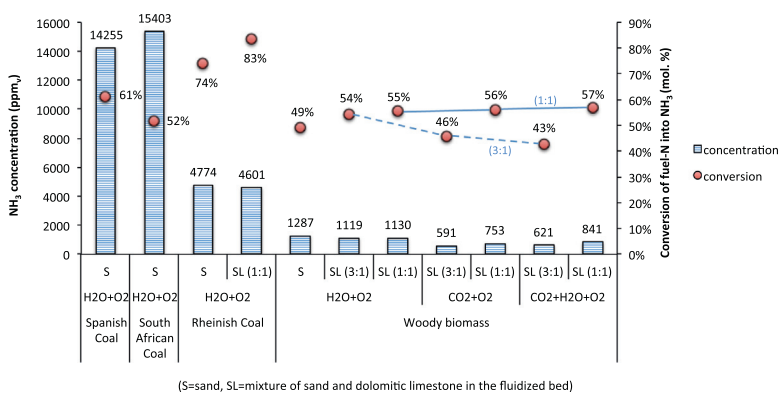 16000
14000
12000
10000
8000
6000
4000
2000
0
NH3 concentration (ppmv)
90%
80%
70%
60%
50%
40%
30%
20%
10%
0%
Conversion of fuel-N into NH3 (mol. %)
14255
15403
4774
4601
1287
1119
1130
591
753
621
841
61%
52%
74%
83%
49%
54%
55%
46%
56%
43%
57%
(1:1)
(3:1)
concentration
conversion
S
S
S
SL (1:1)
S
SL (3:1)
SL (1:1)
SL (3:1)
SL (1:1)
SL (3:1)
SL (1:1)
H2O+O2
H2O+O2
H2O+O2
H2O+O2
CO2+O2
CO2+H2O+O2
Spanish
Coal
South
African
Coal
Rheinish Coal
Woody biomass
(S=sand, SL=mixture of sand and dolomitic limestone in the fluidized bed)